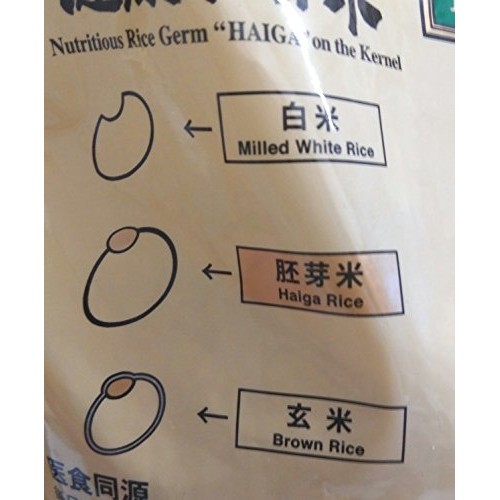 Nutritious Rice Germ “HAIGA” on the Kernel
白米
Milled White Rice
胚芽米
Haiga Rice
玄米
Brown Rice
医食同源